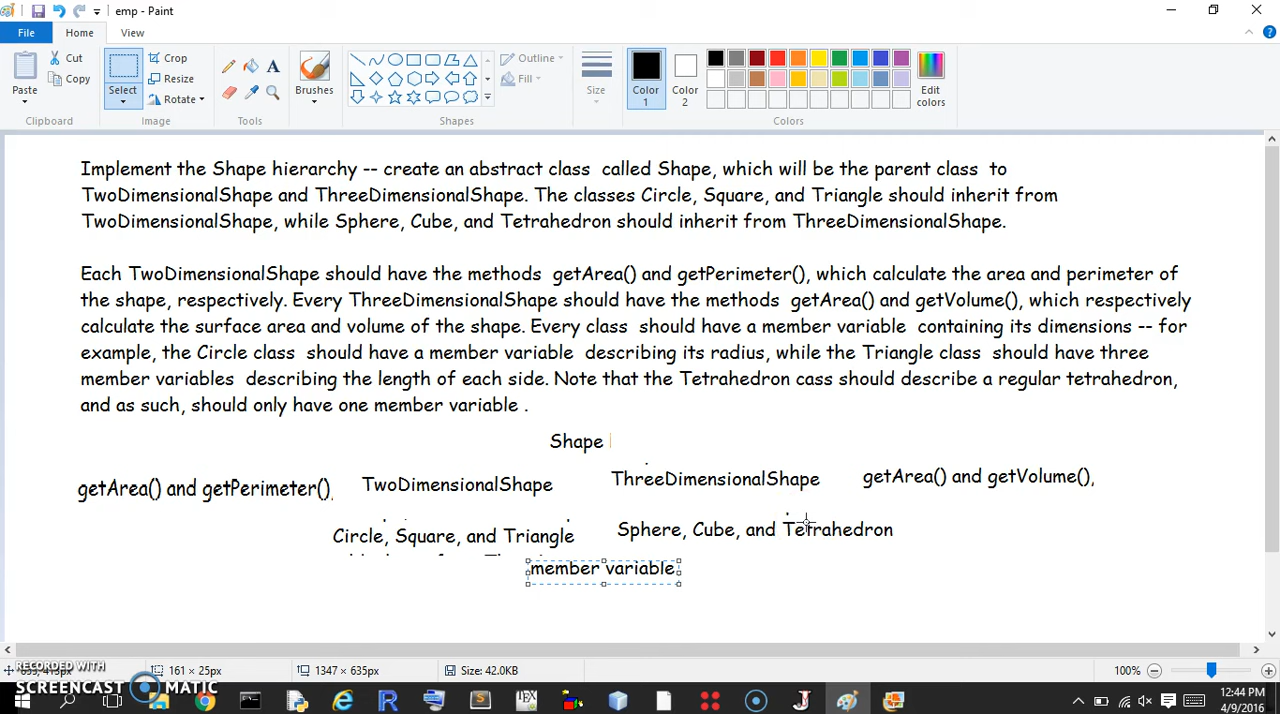 emp - Paint
File Home View
Paste Cut Copy Select Crop Resize Rotate Brushes Outline Fill Size Color 1 Color 2 Edit colors
Clipboard Image Tools Shapes Colors
Implement the Shape hierarchy -- create an abstract class called Shape, which will be the parent class to
TwoDimensionalShape and ThreeDimensionalShape. The classes Circle, Square, and Triangle should inherit from
TwoDimensionalShape, while Sphere, Cube, and Tetrahedron should inherit from ThreeDimensionalShape.
Each TwoDimensionalShape should have the methods getArea() and getPerimeter(), which calculate the area and perimeter of
the shape, respectively. Every ThreeDimensionalShape should have the methods getArea() and getVolume(), which respectively
calculate the surface area and volume of the shape. Every class should have a member variable containing its dimensions -- for
example, the Circle class should have a member variable describing its radius, while the Triangle class should have three
member variables describing the length of each side. Note that the Tetrahedron cass should describe a regular tetrahedron,
and as such, should only have one member variable .
Shape
getArea() and getPerimeter(), TwoDimensionalShape ThreeDimensionalShape getArea() and getVolume(),
Circle, Square, and Triangle Sphere, Cube, and Tetrahedron
member variable
161 × 25px 1347 × 635px Size: 42.0KB 100%
RECORDED WITH
SCREENCAST MATIC
12:44 PM
4/9/2016